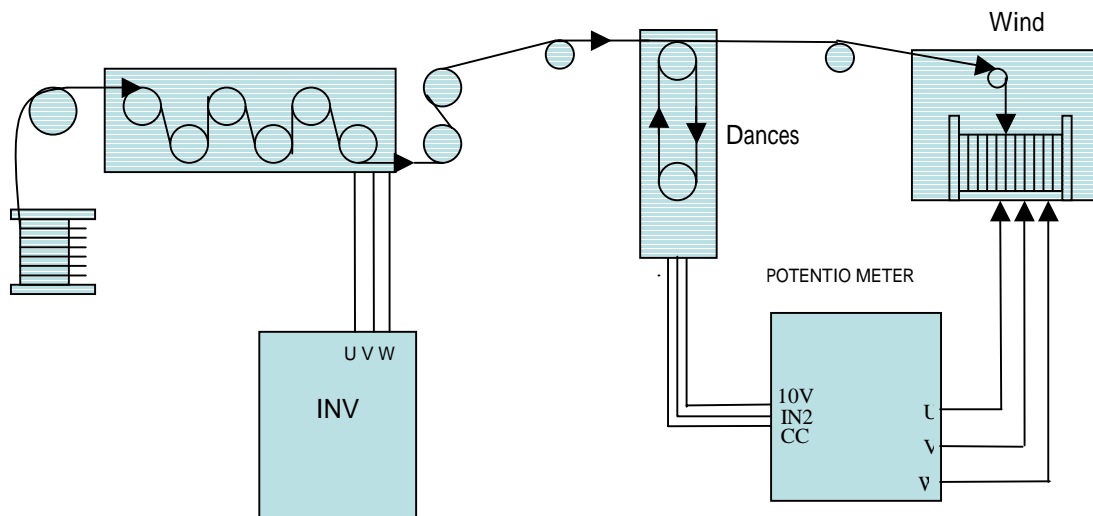 Wind
Dances
POTENTIO METER
U V W
INV
10V
IN2
CC
U
V
W